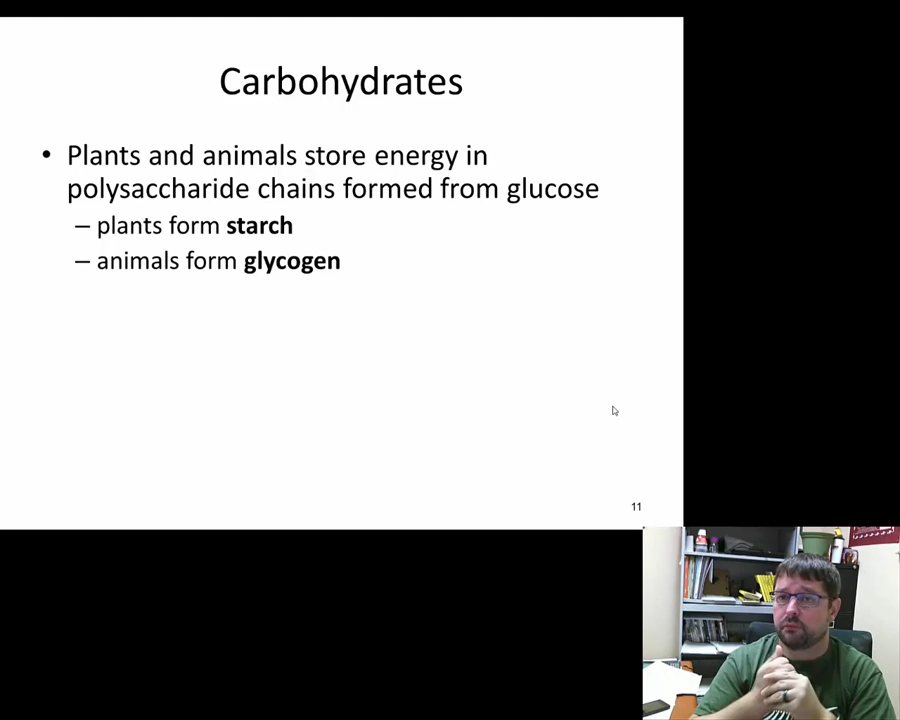 Carbohydrates
• Plants and animals store energy in
polysaccharide chains formed from glucose
– plants form starch
– animals form glycogen
11